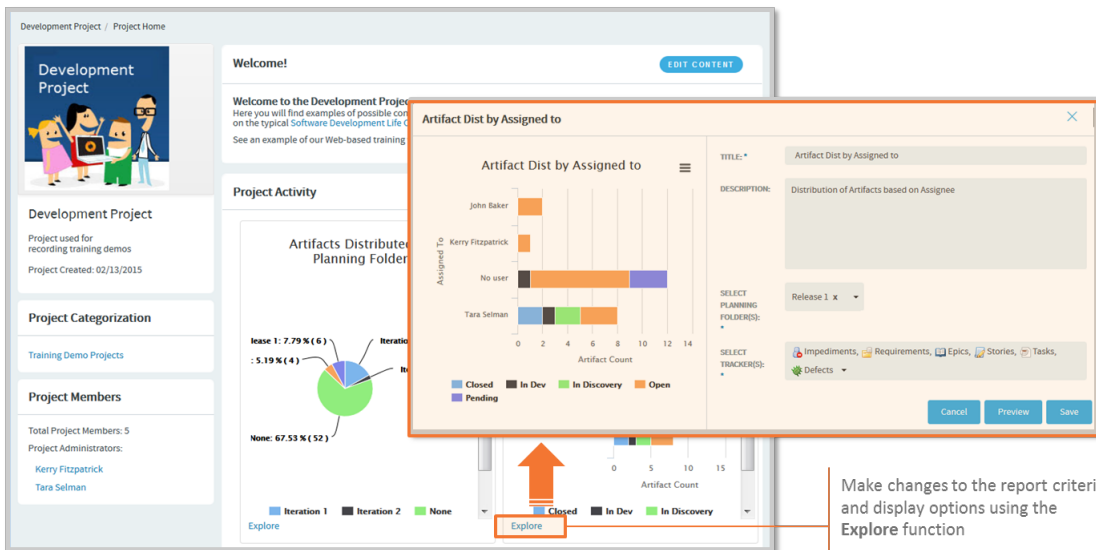 Development Project / Project Home
Development
Project
Development Project
Project used for
recording training demos
Project Created: 02/13/2015
Project Categorization
Training Demo Projects
Project Members
Total Project Members: 5
Project Administrators:
Kerry Fitzpatrick
Tara Selman
Welcome!
EDIT CONTENT
Welcome to the Development Projec
Here you will find examples of possible con
on the typical Software Development Life C
See an example of our Web-based training
Project Activity
Artifacts Distribute
Planning Folder
lease 1: 7.79 % ( 6 )
Iteratio
: 5.19 % ( 4 )
Ite
None: 67.53 % ( 52 )
Iteration 1 Iteration 2 None
Explore
Artifact Dist by Assigned to
Artifact Dist by Assigned to
Assigned To
John Baker
Kerry Fitzpatrick
No user
Tara Selman
0 2 4 6 8 10 12 14
Artifact Count
Closed In Dev In Discovery Open
Pending
TITLE: *
Artifact Dist by Assigned to
DESCRIPTION:
Distribution of Artifacts based on Assignee
SELECT
PLANNING
FOLDER(S):
*
Release 1 x
SELECT
TRACKER(S):
*
Impediments, Requirements, Epics, Stories, Tasks,
Defects
Cancel Preview Save
0 5 10 15
Artifact Count
Closed In Dev In Discovery
Explore
Make changes to the report criteri
and display options using the
Explore function